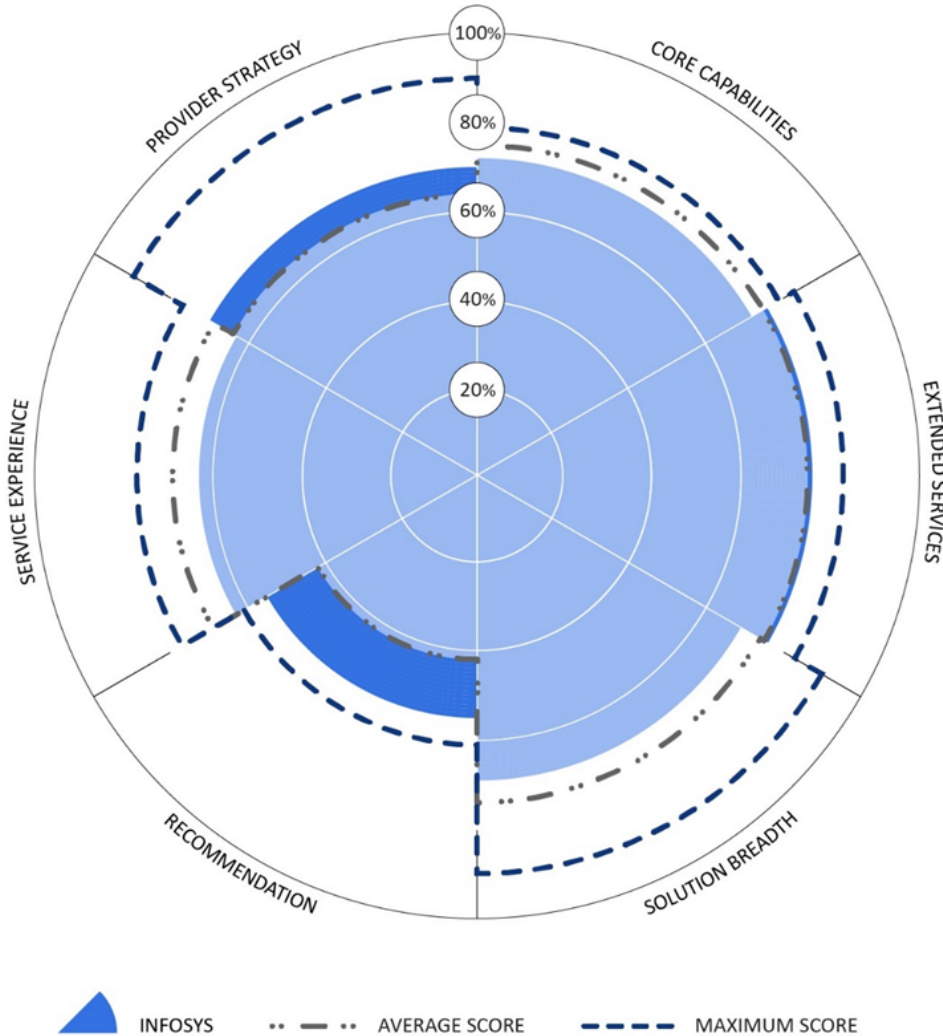 100%
PROVIDER STRATEGY
CORE CAPABILITIES
80%
60%
40%
20%
SERVICE EXPERIENCE
EXTENDED SERVICES
RECOMMENDATION
SOLUTION BREADTH
INFOSYS
AVERAGE SCORE
MAXIMUM SCORE